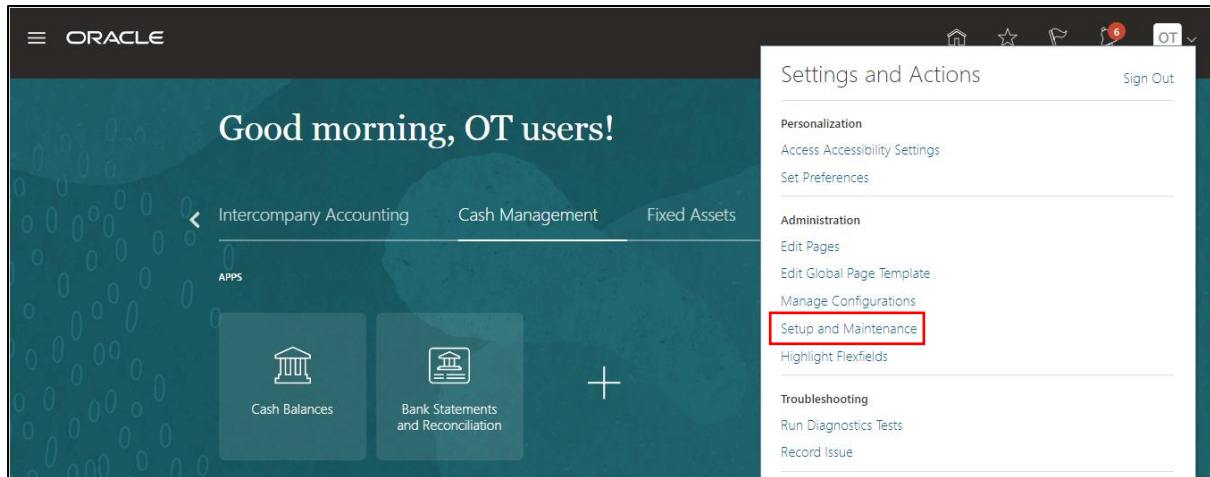 ORACLE
6
OT
Settings and Actions
Sign Out
Good morning, OT users!
Personalization
Access Accessibility Settings
Set Preferences
Intercompany Accounting
Cash Management
Fixed Assets
Administration
Edit Pages
APPS
Edit Global Page Template
Manage Configurations
Setup and Maintenance
Highlight Flexfields
Cash Balances
Bank Statements
and Reconciliation
Troubleshooting
Run Diagnostics Tests
Record Issue